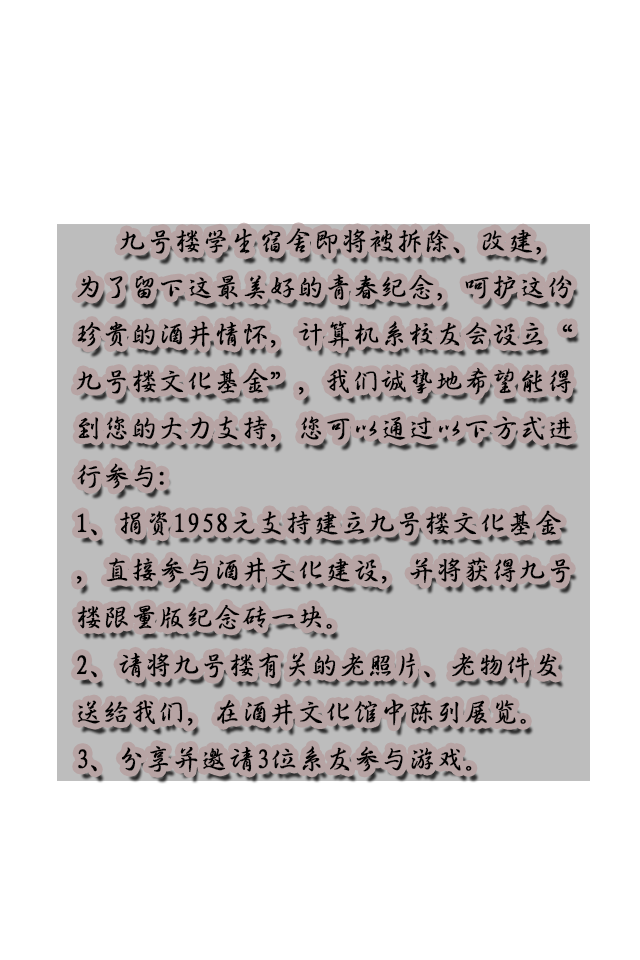 九号楼学生宿舍即将被拆除、改建，
为了留下这最美好的青春纪念，呵护这份
珍贵的酒井情怀，计算机系校友会设立“
九号楼文化基金”，我们诚挚地希望能得
到您的大力支持，您可以通过以下方式进
行参与：
1、捐资1958元支持建立九号楼文化基金
，直接参与酒井文化建设，并将获得九号
楼限量版纪念砖一块。
2、请将九号楼有关的老照片、老物件发
送给我们，在酒井文化馆中陈列展览。
3、分享并邀请3位系友参与游戏。